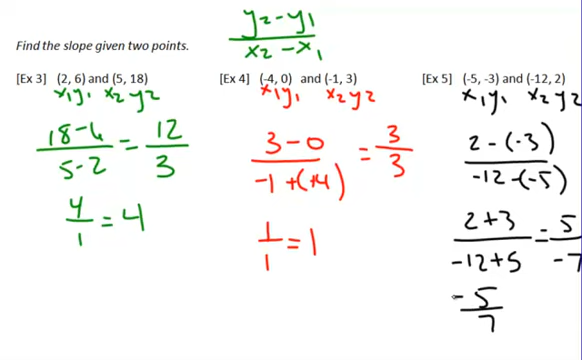 y2 - y1
x2 - x1
Find the slope given two points.
[Ex 3] (2, 6) and (5, 18)
x1 y1 x2 y2
18 - 6 = 12
5 - 2 3
4 = 4
1
[Ex 4] (-4, 0) and (-1, 3)
x1 y1 x2 y2
3 - 0 = 3
-1 + (+4) 3
1 = 1
1
[Ex 5] (-5, -3) and (-12, 2)
x1 y1 x2 y2
2 - (-3)
-12 - (-5)
2 + 3 = 5
-12 + 5 -7
- 5
7